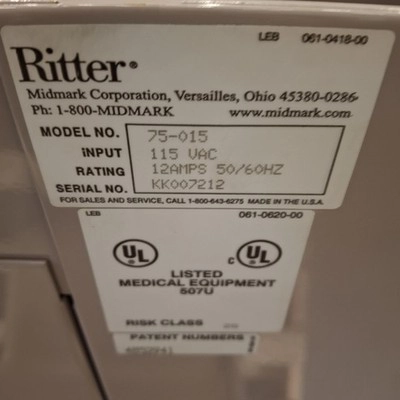 LEB 061-0418-00
Ritter®
Midmark Corporation, Versailles, Ohio 45380-0286
Ph: 1-800-MIDMARK www.midmark.com
MODEL NO. 75-015
INPUT 115 VAC
RATING 12AMPS 50/60HZ
SERIAL NO. KK007212
FOR SALES AND SERVICE, CALL 1-800-643-6275 MADE IN THE U.S.A.
LEB 061-0620-00
UL c UL
LISTED
MEDICAL EQUIPMENT
507U
RISK CLASS
PATENT NUMBERS